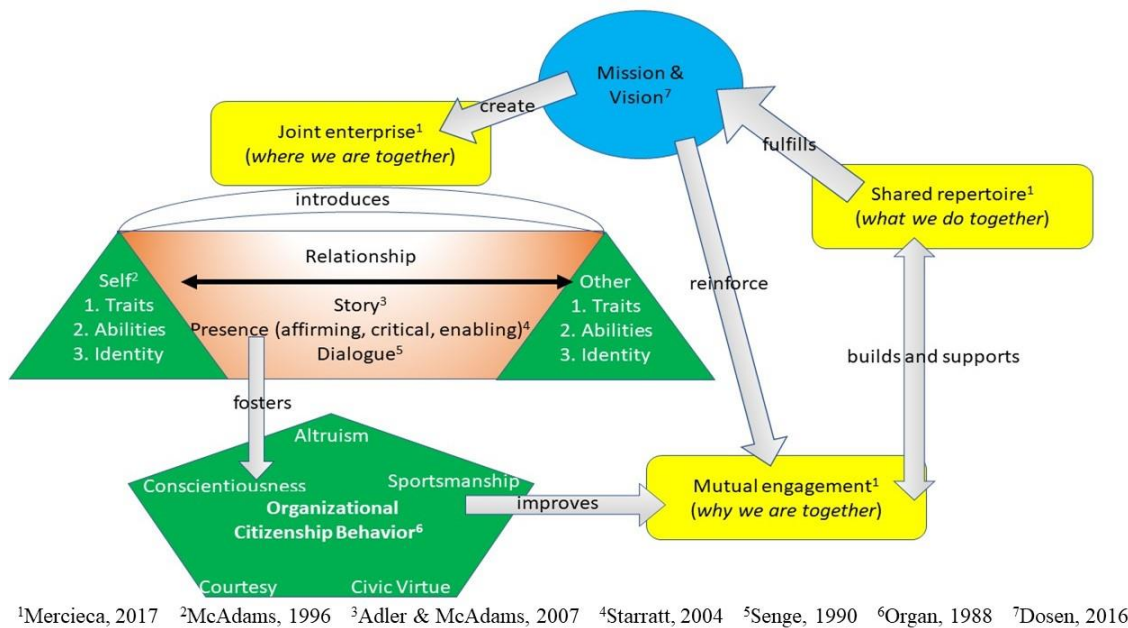 Mission &
Vision⁷
create
Joint enterprise¹
(where we are together)
fulfills
Shared repertoire¹
(what we do together)
introduces
Relationship
Self²
1. Traits
2. Abilities
3. Identity
Story³
Presence (affirming, critical, enabling)⁴
Dialogue⁵
Other
1. Traits
2. Abilities
3. Identity
reinforce
builds and supports
fosters
Altruism
Conscientiousness
Sportsmanship
Organizational
Citizenship Behavior⁶
Courtesy
Civic Virtue
improves
Mutual engagement¹
(why we are together)
¹Mercieca, 2017 ²McAdams, 1996 ³Adler & McAdams, 2007 ⁴Starratt, 2004 ⁵Senge, 1990 ⁶Organ, 1988 ⁷Dosen, 2016